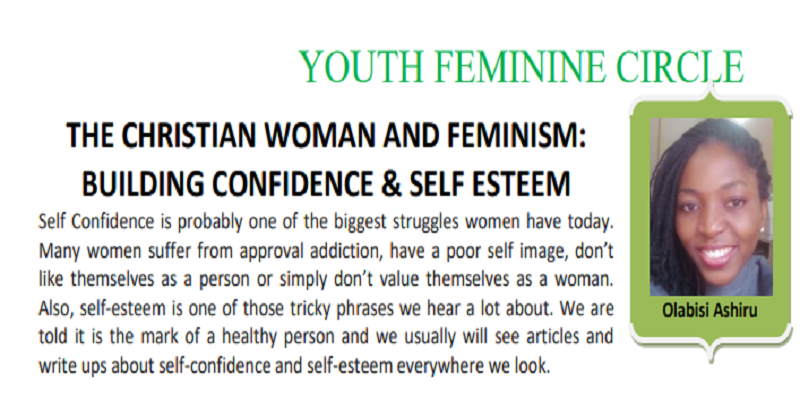 YOUTH FEMININE CIRCLE
THE CHRISTIAN WOMAN AND FEMINISM:
BUILDING CONFIDENCE & SELF ESTEEM
Self Confidence is probably one of the biggest struggles women have today.
Many women suffer from approval addiction, have a poor self image, don’t
like themselves as a person or simply don’t value themselves as a woman.
Also, self-esteem is one of those tricky phrases we hear a lot about. We are
told it is the mark of a healthy person and we usually will see articles and
write ups about self-confidence and self-esteem everywhere we look.
Olabisi Ashiru